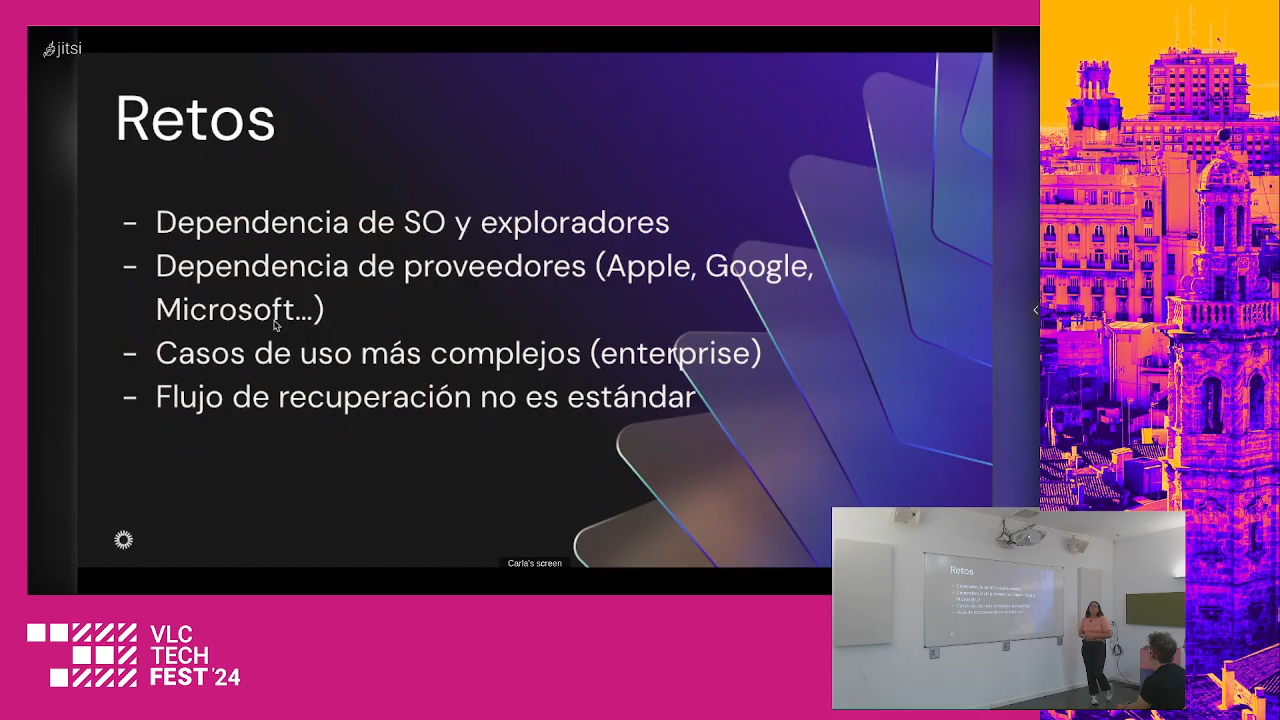 jitsi
Retos
- Dependencia de SO y exploradores
- Dependencia de proveedores (Apple, Google,
Microsoft...)
- Casos de uso más complejos (enterprise)
- Flujo de recuperación no es estándar
Carla's screen
Retos
VLC
TECH
FEST '24